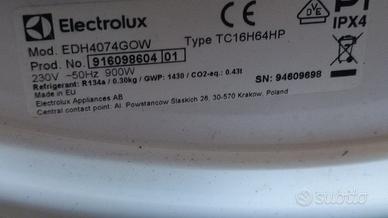 Electrolux
Mod. EDH4074GOW Type TC16H64HP
Prod. No. 916098604 01
230V ~50Hz 900W
Refrigerant: R134a / 0.30kg / GWP: 1430 / CO2-eq.: 0.43t
Made in EU SN: 94609698
Electrolux Appliances AB
Central contact point: Al. Powstancow Slaskich 26, 30-570 Krakow, Poland
IPX4
DVE
subito